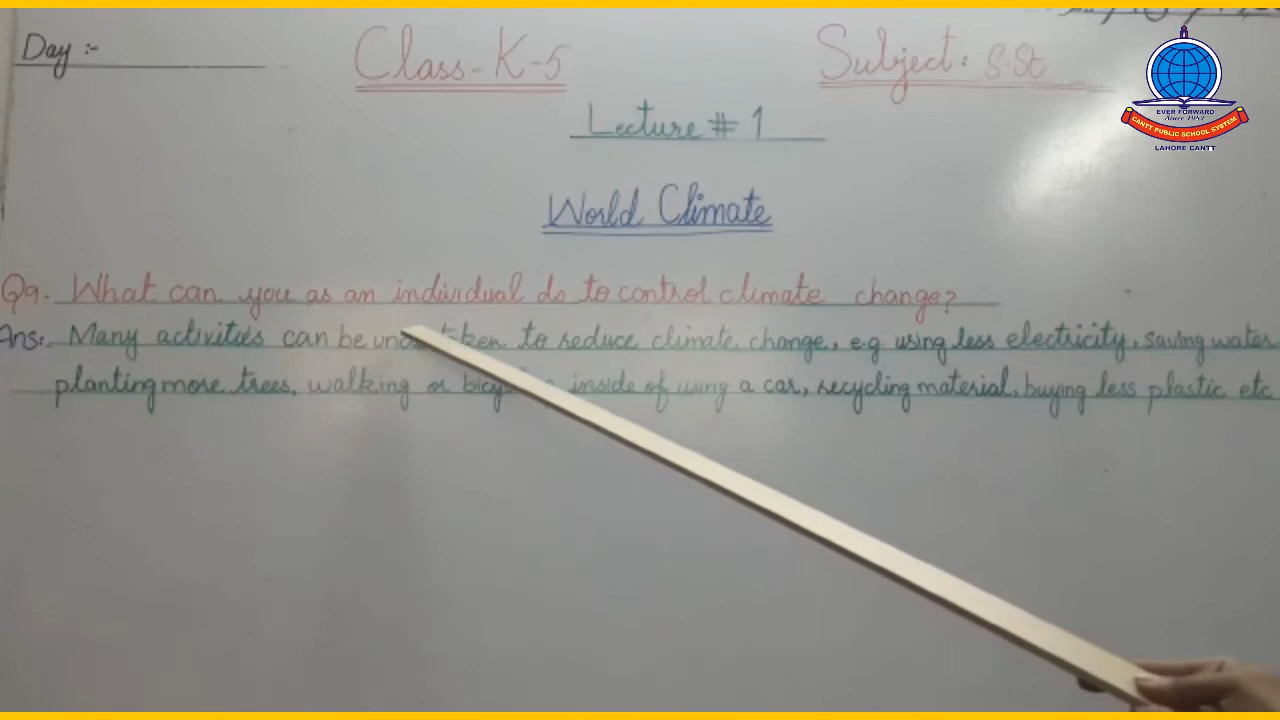 Day :-
Class - K - 5
Subject : S.St
EVER FORWARD
Since 1982
CANTT PUBLIC SCHOOL SYSTEM
LAHORE CANTT
Lecture # 1
World Climate
Q9. What can you as an individual do to control climate change?
Ans:- Many activities can be to reduce climate change, e.g. using less electricity, saving water
planting more trees, walking or inside of using a car, recycling material, buying less plastic etc